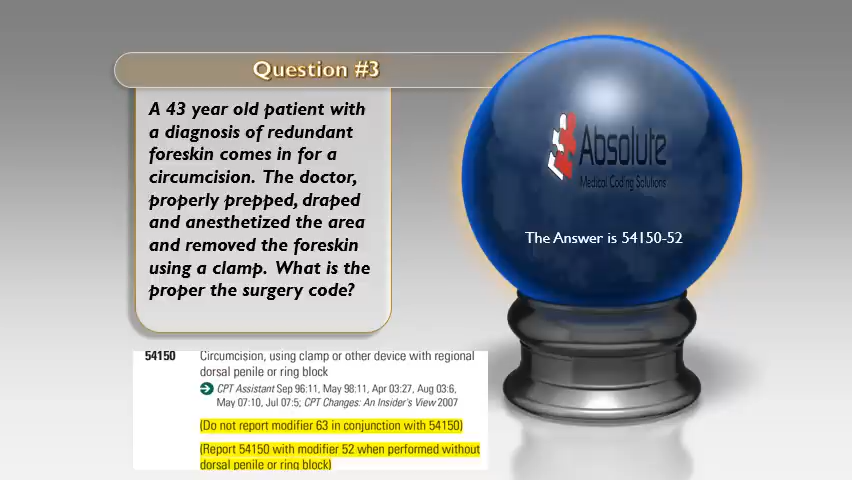 Question #3
A 43 year old patient with
a diagnosis of redundant
foreskin comes in for a
circumcision. The doctor,
properly prepped, draped
and anesthetized the area
and removed the foreskin
using a clamp. What is the
proper the surgery code?
Absolute
Medical Coding Solutions
The Answer is 54150-52
54150 Circumcision, using clamp or other device with regional
dorsal penile or ring block
CPT Assistant Sep 96:11, May 98:11, Apr 03:27, Aug 03:6,
May 07:10, Jul 07:5; CPT Changes: An Insider's View 2007
(Do not report modifier 63 in conjunction with 54150)
(Report 54150 with modifier 52 when performed without
dorsal penile or ring block)